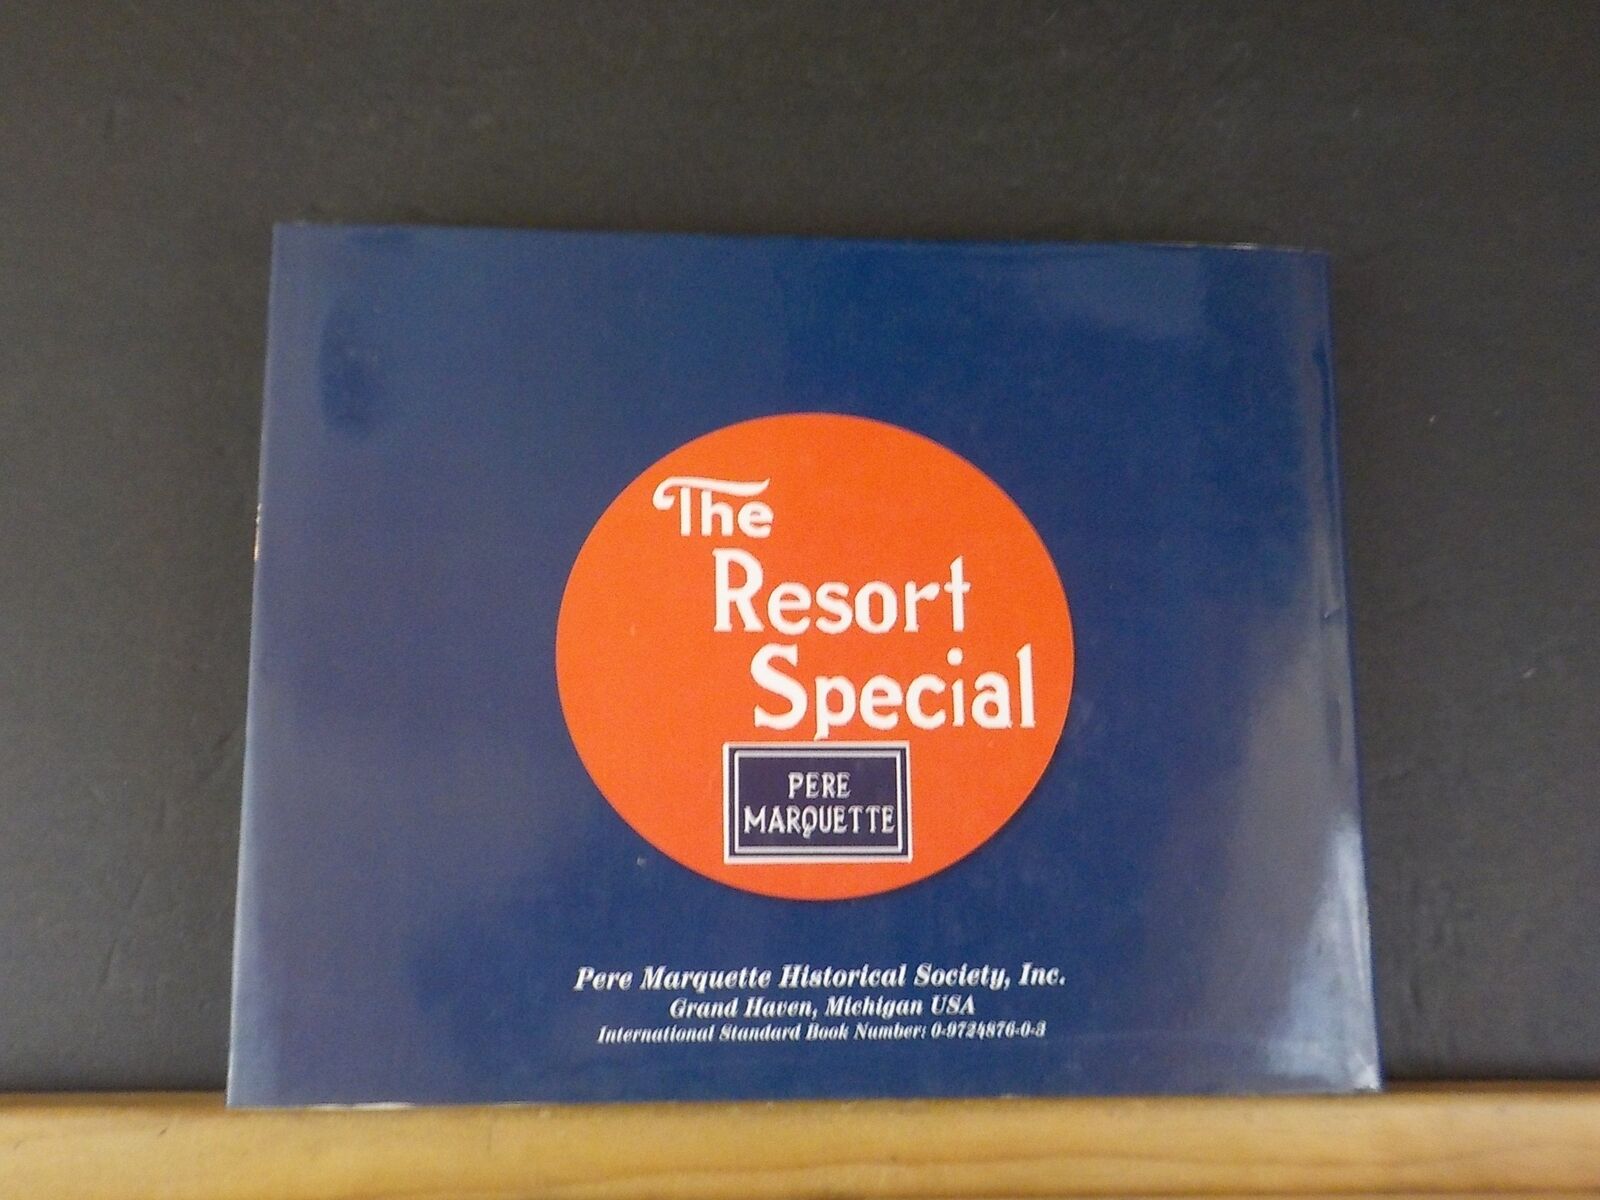 The
Resort
Special
PERE
MARQUETTE
Pere Marquette Historical Society, Inc.
Grand Haven, Michigan USA
International Standard Book Number: 0-9724876-0-3